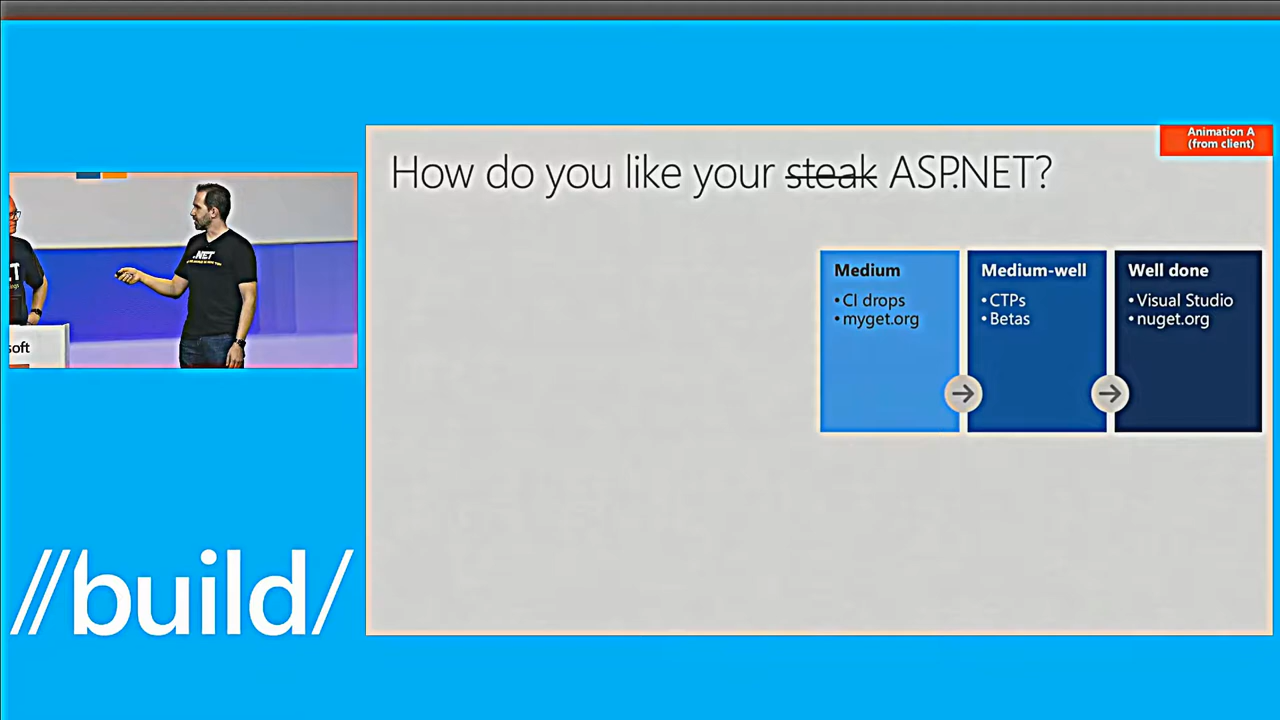 Animation A
(from client)
How do you like your steak ASP.NET?
Medium
•CI drops
•myget.org
Medium-well
•CTPs
•Betas
Well done
•Visual Studio
•nuget.org
.NET
ET
soft
//build/